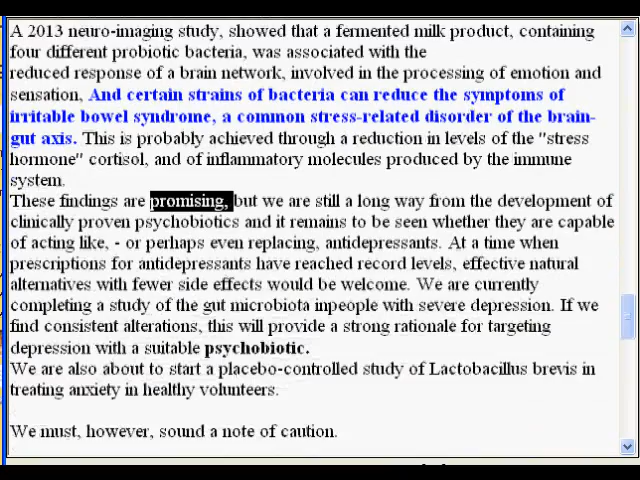 A 2013 neuro-imaging study, showed that a fermented milk product, containing
four different probiotic bacteria, was associated with the
reduced response of a brain network, involved in the processing of emotion and
sensation, And certain strains of bacteria can reduce the symptoms of
irritable bowel syndrome, a common stress-related disorder of the brain-
gut axis. This is probably achieved through a reduction in levels of the "stress
hormone" cortisol, and of inflammatory molecules produced by the immune
system.
These findings are promising, but we are still a long way from the development of
clinically proven psychobiotics and it remains to be seen whether they are capable
of acting like, - or perhaps even replacing, antidepressants. At a time when
prescriptions for antidepressants have reached record levels, effective natural
alternatives with fewer side effects would be welcome. We are currently
completing a study of the gut microbiota inpeople with severe depression. If we
find consistent alterations, this will provide a strong rationale for targeting
depression with a suitable psychobiotic.
We are also about to start a placebo-controlled study of Lactobacillus brevis in
treating anxiety in healthy volunteers.
We must, however, sound a note of caution.